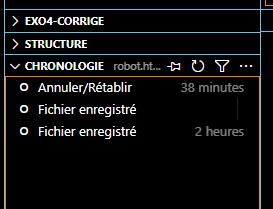 EXO4-CORRIGE
STRUCTURE
CHRONOLOGIE robot.ht...
Annuler/Rétablir 38 minutes
Fichier enregistré
Fichier enregistré 2 heures